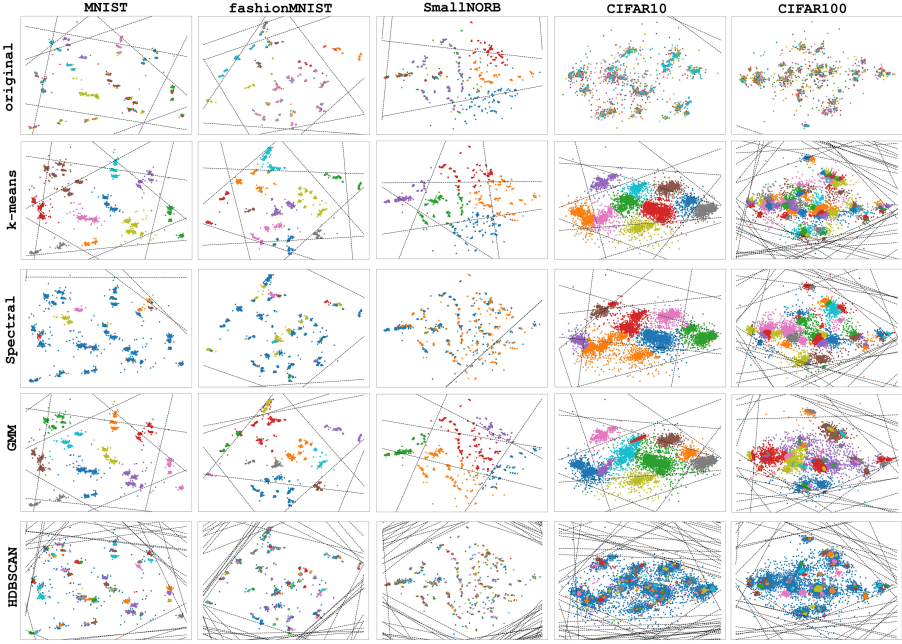 MNIST fashionMNIST SmallNORB CIFAR10 CIFAR100
original
k-means
Spectral
GMM
HDBSCAN